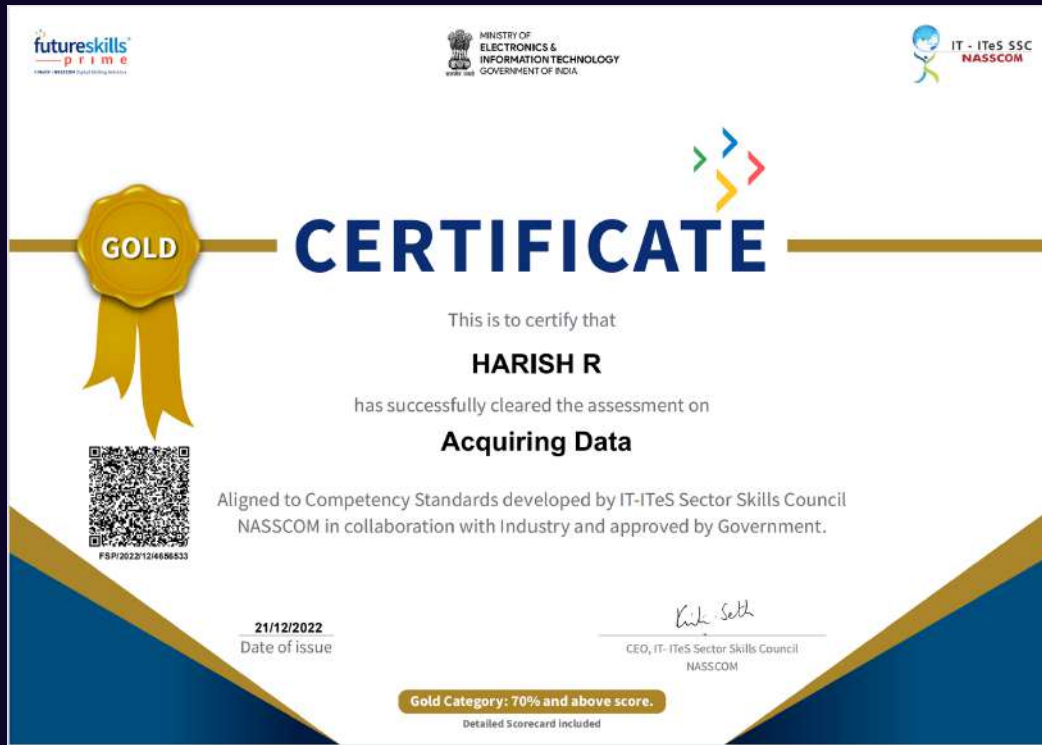 futureskills
prime
MINISTRY OF
ELECTRONICS &
INFORMATION TECHNOLOGY
GOVERNMENT OF INDIA
IT - ITeS SSC
NASSCOM
GOLD
CERTIFICATE
This is to certify that
HARISH R
has successfully cleared the assessment on
Acquiring Data
Aligned to Competency Standards developed by IT-ITeS Sector Skills Council
NASSCOM in collaboration with Industry and approved by Government.
FSP/2022/12/4656533
21/12/2022
Date of issue
CEO, IT- ITeS Sector Skills Council
NASSCOM
Gold Category: 70% and above score.
Detailed Scorecard included